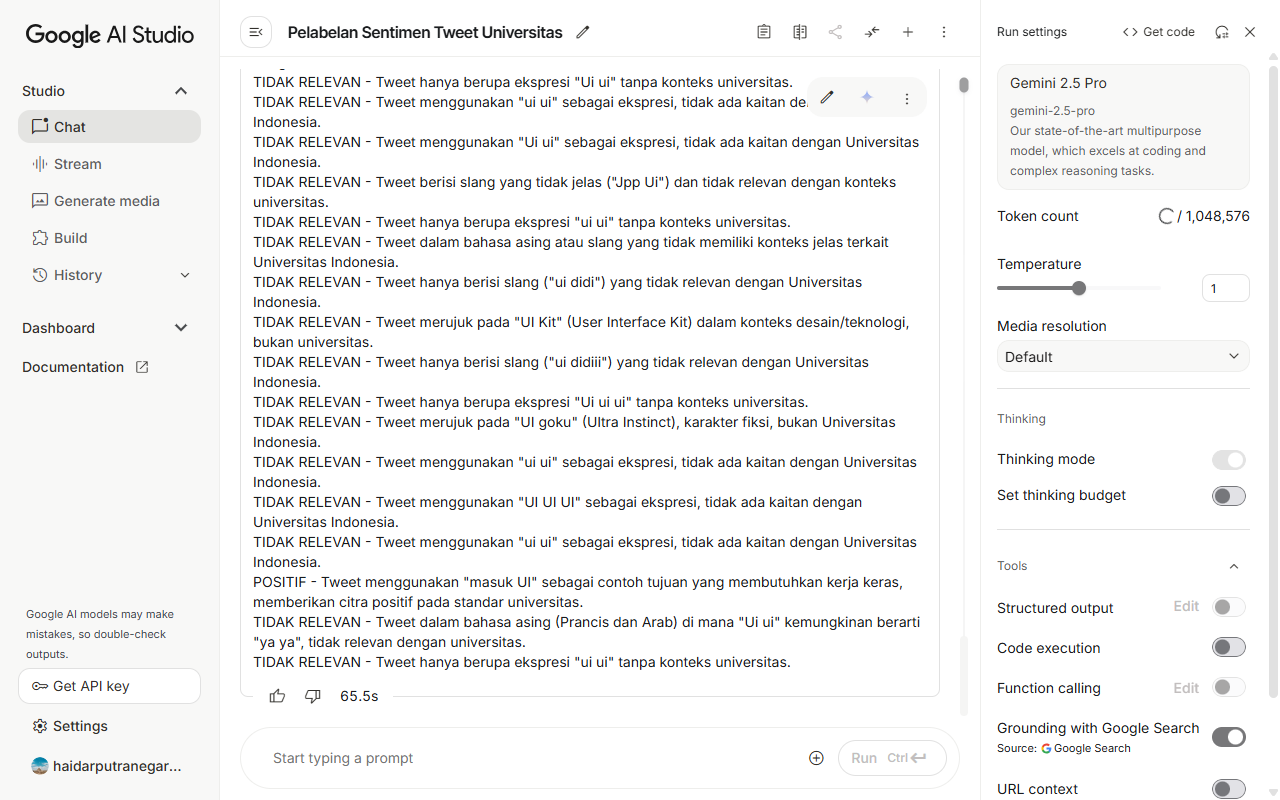 Google AI Studio
Studio
Chat
Stream
Generate media
Build
History
Dashboard
Documentation
Google AI models may make
mistakes, so double-check
outputs.
Get API key
Settings
haidarputranegar...
Pelabelan Sentimen Tweet Universitas
TIDAK RELEVAN - Tweet hanya berupa ekspresi "Ui ui" tanpa konteks universitas.
TIDAK RELEVAN - Tweet menggunakan "ui ui" sebagai ekspresi, tidak ada kaitan de
Indonesia.
TIDAK RELEVAN - Tweet menggunakan "Ui ui" sebagai ekspresi, tidak ada kaitan dengan Universitas
Indonesia.
TIDAK RELEVAN - Tweet berisi slang yang tidak jelas ("Jpp Ui") dan tidak relevan dengan konteks
universitas.
TIDAK RELEVAN - Tweet hanya berupa ekspresi "ui ui" tanpa konteks universitas.
TIDAK RELEVAN - Tweet dalam bahasa asing atau slang yang tidak memiliki konteks jelas terkait
Universitas Indonesia.
TIDAK RELEVAN - Tweet hanya berisi slang ("ui didi") yang tidak relevan dengan Universitas
Indonesia.
TIDAK RELEVAN - Tweet merujuk pada "UI Kit" (User Interface Kit) dalam konteks desain/teknologi,
bukan universitas.
TIDAK RELEVAN - Tweet hanya berisi slang ("ui didiii") yang tidak relevan dengan Universitas
Indonesia.
TIDAK RELEVAN - Tweet hanya berupa ekspresi "Ui ui ui" tanpa konteks universitas.
TIDAK RELEVAN - Tweet merujuk pada "UI goku" (Ultra Instinct), karakter fiksi, bukan Universitas
Indonesia.
TIDAK RELEVAN - Tweet menggunakan "ui ui" sebagai ekspresi, tidak ada kaitan dengan Universitas
Indonesia.
TIDAK RELEVAN - Tweet menggunakan "UI UI UI" sebagai ekspresi, tidak ada kaitan dengan
Universitas Indonesia.
TIDAK RELEVAN - Tweet menggunakan "ui ui" sebagai ekspresi, tidak ada kaitan dengan Universitas
Indonesia.
POSITIF - Tweet menggunakan "masuk UI" sebagai contoh tujuan yang membutuhkan kerja keras,
memberikan citra positif pada standar universitas.
TIDAK RELEVAN - Tweet dalam bahasa asing (Prancis dan Arab) di mana "Ui ui" kemungkinan berarti
"ya ya", tidak relevan dengan universitas.
TIDAK RELEVAN - Tweet hanya berupa ekspresi "ui ui" tanpa konteks universitas.
65.5s
Start typing a prompt
Run Ctrl
Run settings
Get code
Gemini 2.5 Pro
gemini-2.5-pro
Our state-of-the-art multipurpose
model, which excels at coding and
complex reasoning tasks.
Token count / 1,048,576
Temperature
1
Media resolution
Default
Thinking
Thinking mode
Set thinking budget
Tools
Structured output Edit
Code execution
Function calling Edit
Grounding with Google Search
Source: Google Search
URL context